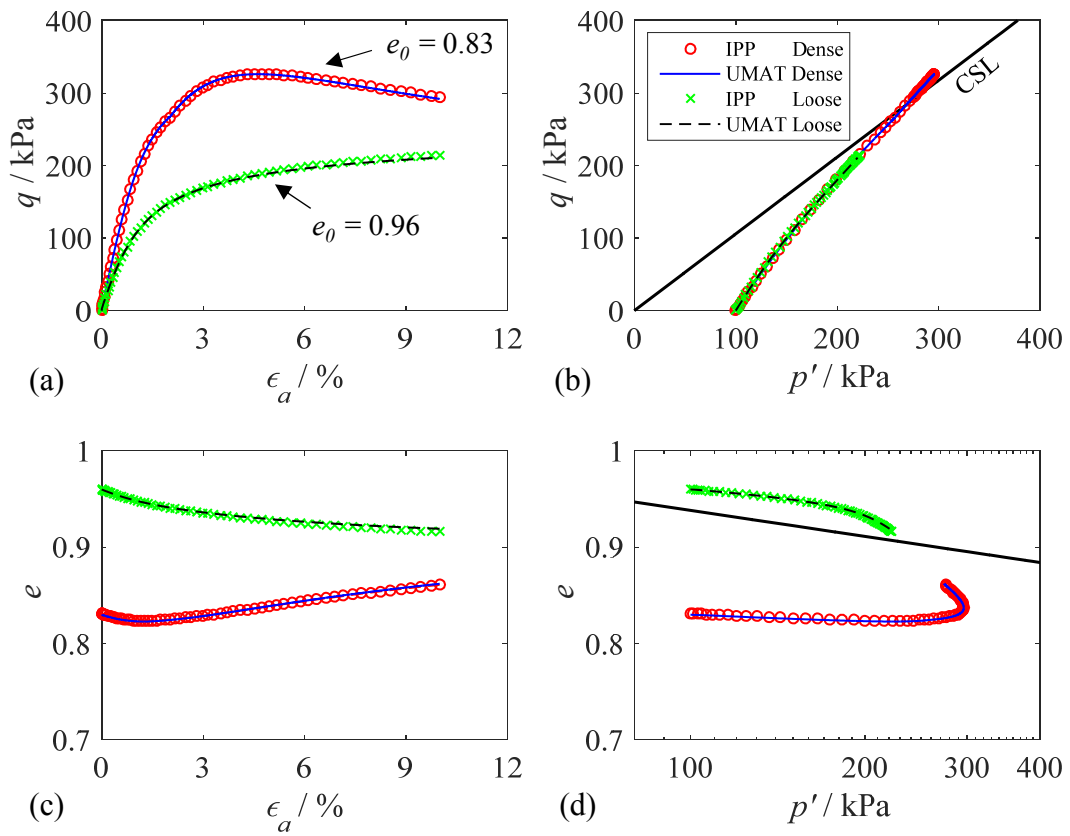 400
300
200
100
0
q / kPa
e0 = 0.83
e0 = 0.96
0 3 6 9 12
(a)
ϵa / %
400
300
200
100
0
q / kPa
IPP Dense
UMAT Dense
IPP Loose
UMAT Loose
CSL
0 100 200 300 400
(b)
p′ / kPa
1
0.9
0.8
0.7
e
0 3 6 9 12
(c)
ϵa / %
1
0.9
0.8
0.7
e
100 200 300 400
(d)
p′ / kPa